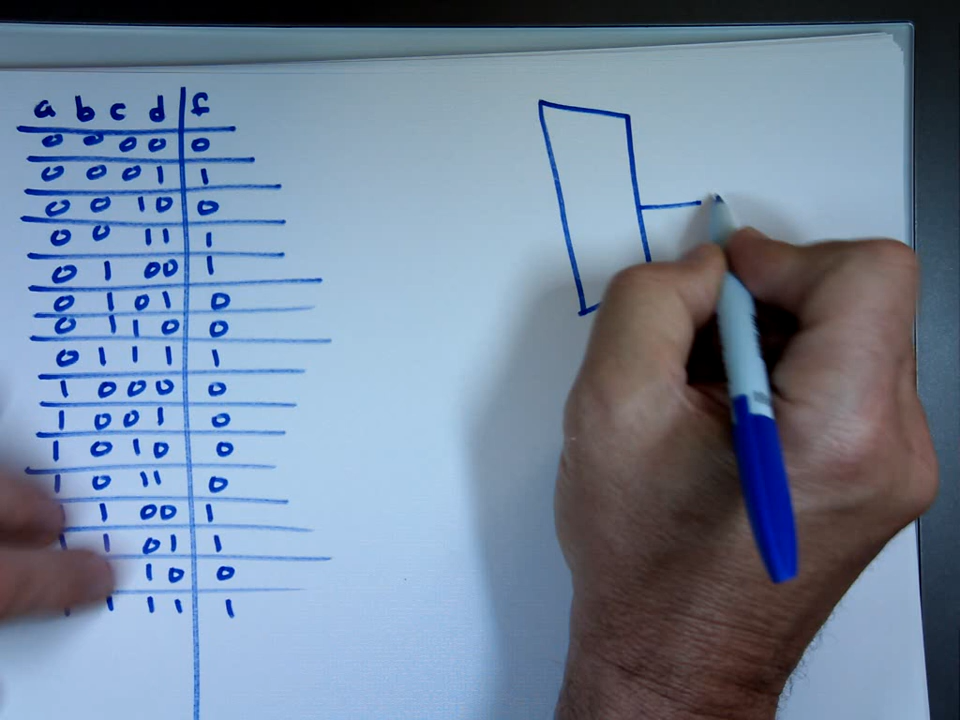 a b c d f
0 0 0 0 0
0 0 0 1 1
0 0 1 0 0
0 0 1 1 1
0 1 0 0 1
0 1 0 1 0
0 1 1 0 0
0 1 1 1 1
1 0 0 0 0
1 0 0 1 0
1 0 1 0 0
1 0 1 1 0
1 0 0 1
1 0 1 1
1 0 0
1 1 1 1